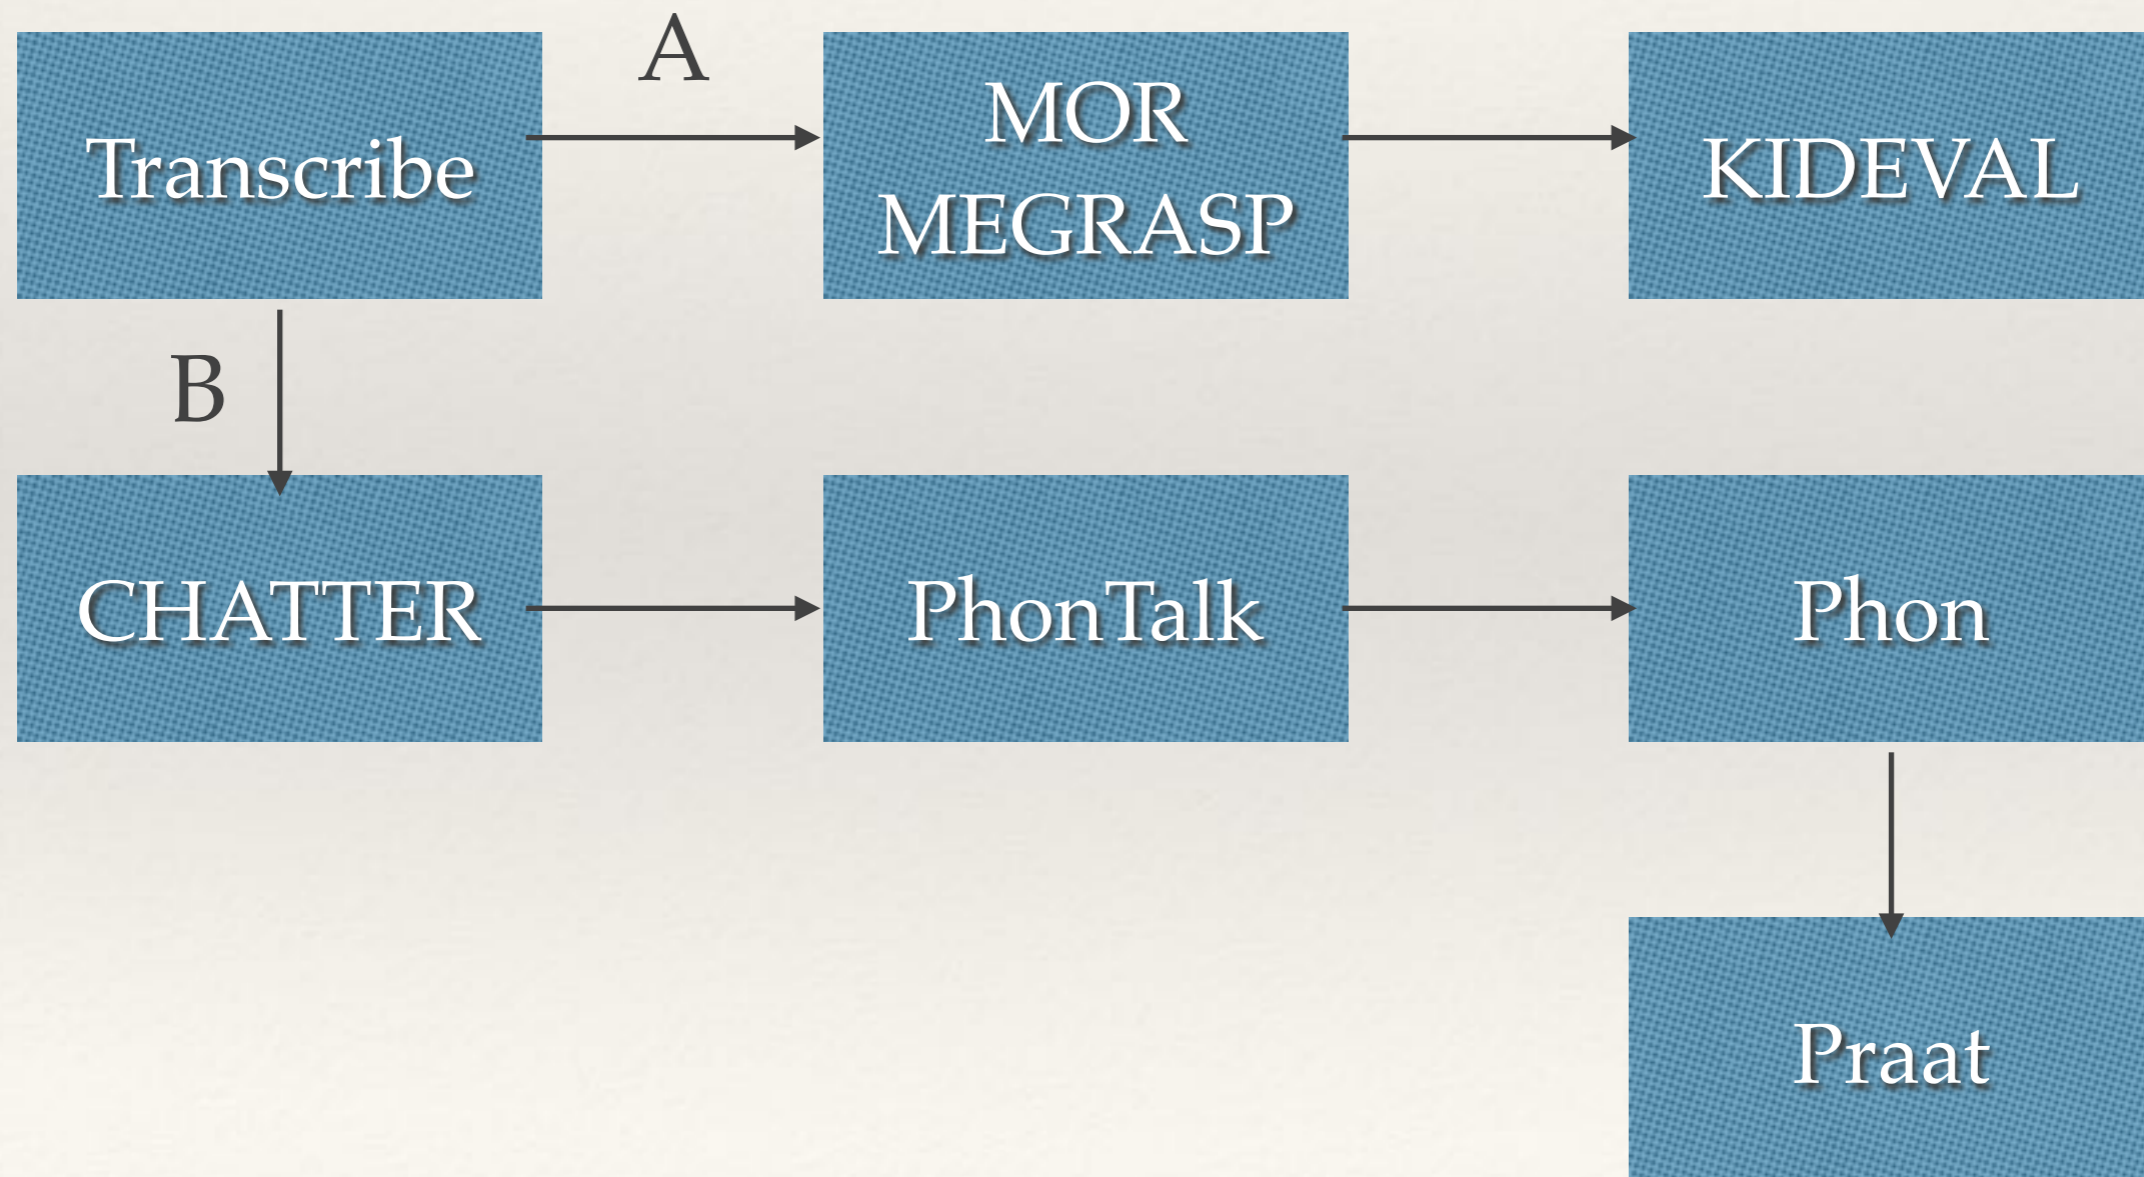 A
Transcribe
MOR
MEGRASP
KIDEVAL
B
CHATTER
PhonTalk
Phon
Praat